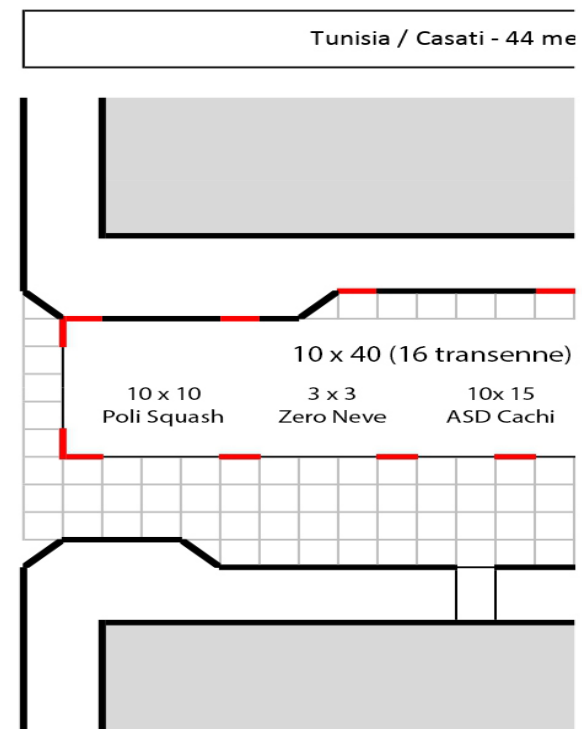 Tunisia / Casati - 44 me
10 x 40 (16 transenne)
10 x 10
Poli Squash
3 x 3
Zero Neve
10x 15
ASD Cachi